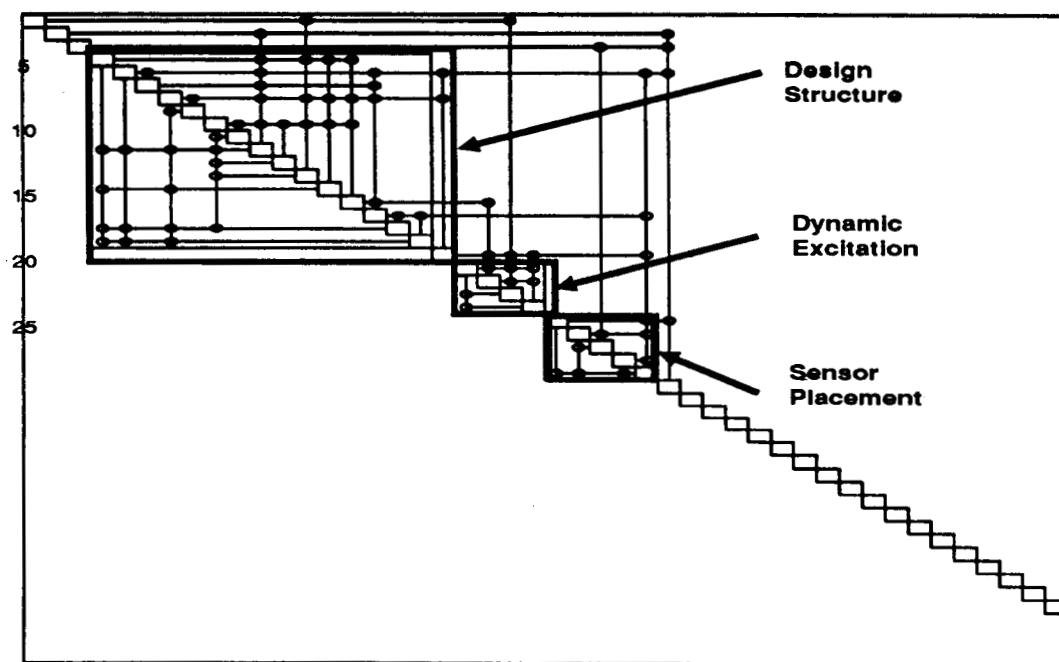 5
Design
Structure
10
15
Dynamic
Excitation
20
25
Sensor
Placement